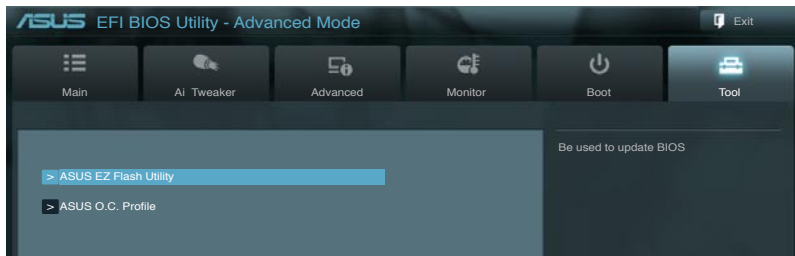 ASUS EFI BIOS Utility - Advanced Mode
Exit
Main
Ai Tweaker
Advanced
Monitor
Boot
Tool
Be used to update BIOS
> ASUS EZ Flash Utility
> ASUS O.C. Profile